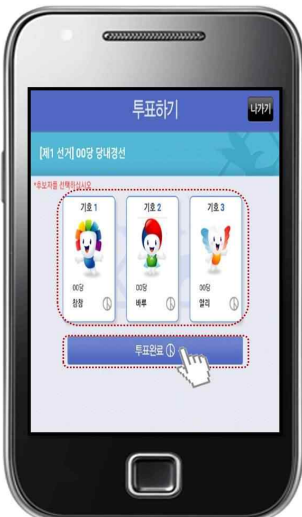 투표하기
나가기
[제1 선거] 00당 당내경선
*후보자를 선택하십시오
기호 1
기호 2
기호 3
00당
00당
00당
참참
바루
알리
투표완료